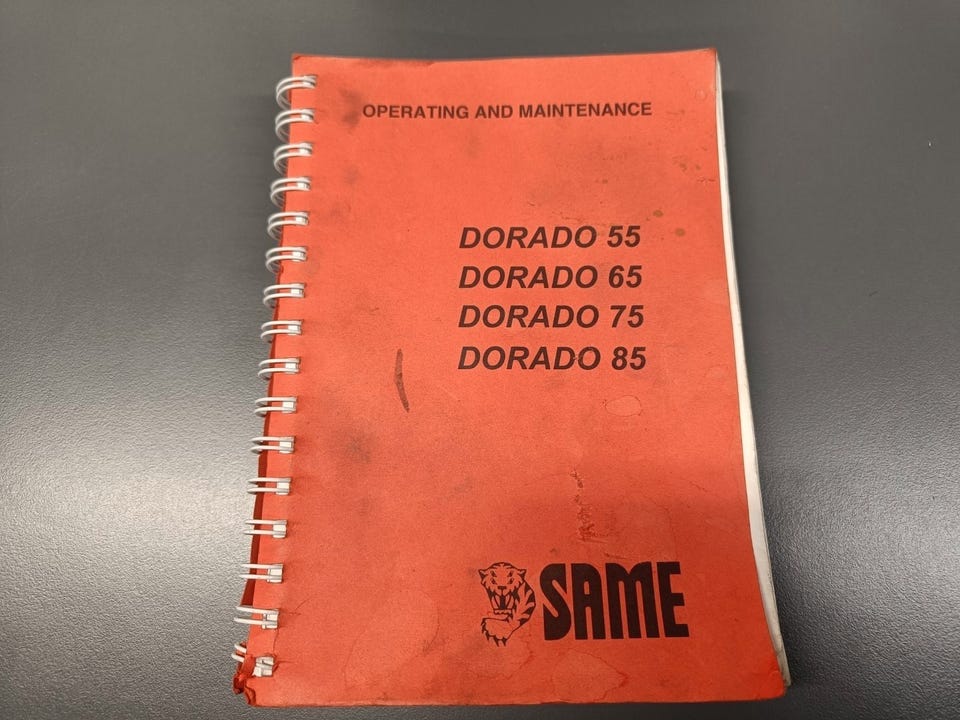 OPERATING AND MAINTENANCE
DORADO 55
DORADO 65
DORADO 75
DORADO 85
SAME